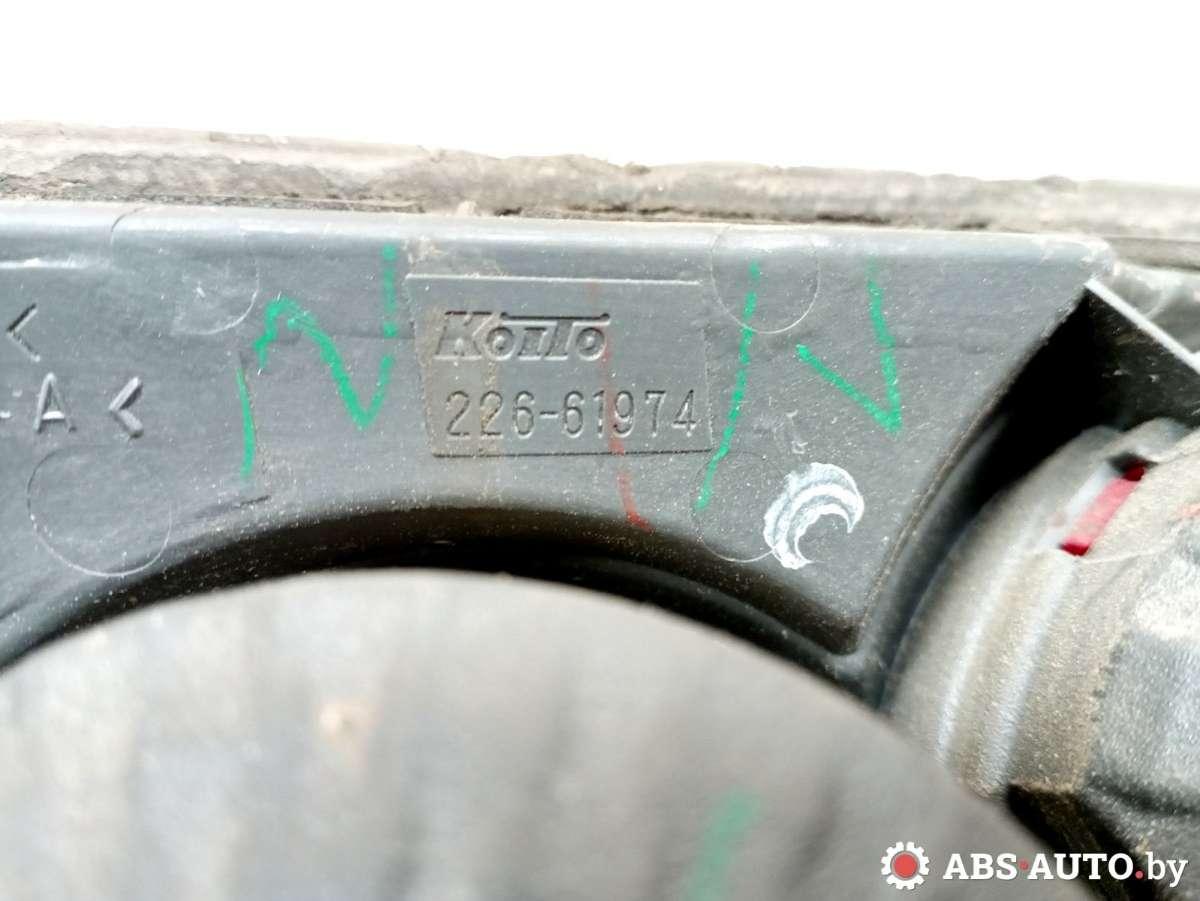 KOITO
226-61974
A<
ABS·AUTO.by